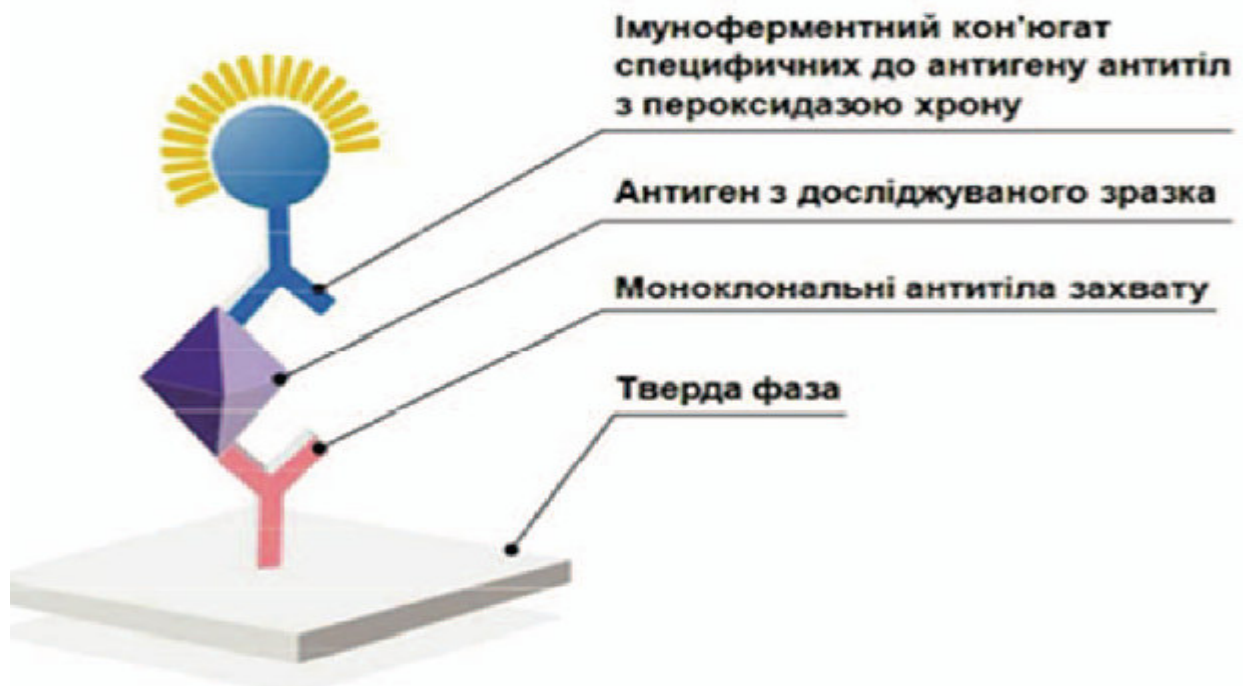 Імуноферментний кон'югат
специфичних до антигену антитіл
з пероксидазою хрону
Антиген з досліджуваного зразка
Моноклональні антитіла захвату
Тверда фаза